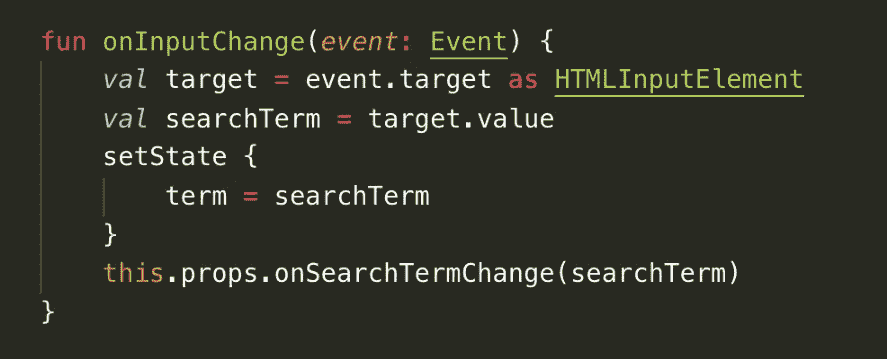 fun onInputChange(event: Event) {
    val target = event.target as HTMLInputElement
    val searchTerm = target.value
    setState {
        term = searchTerm
    }
    this.props.onSearchTermChange(searchTerm)
}